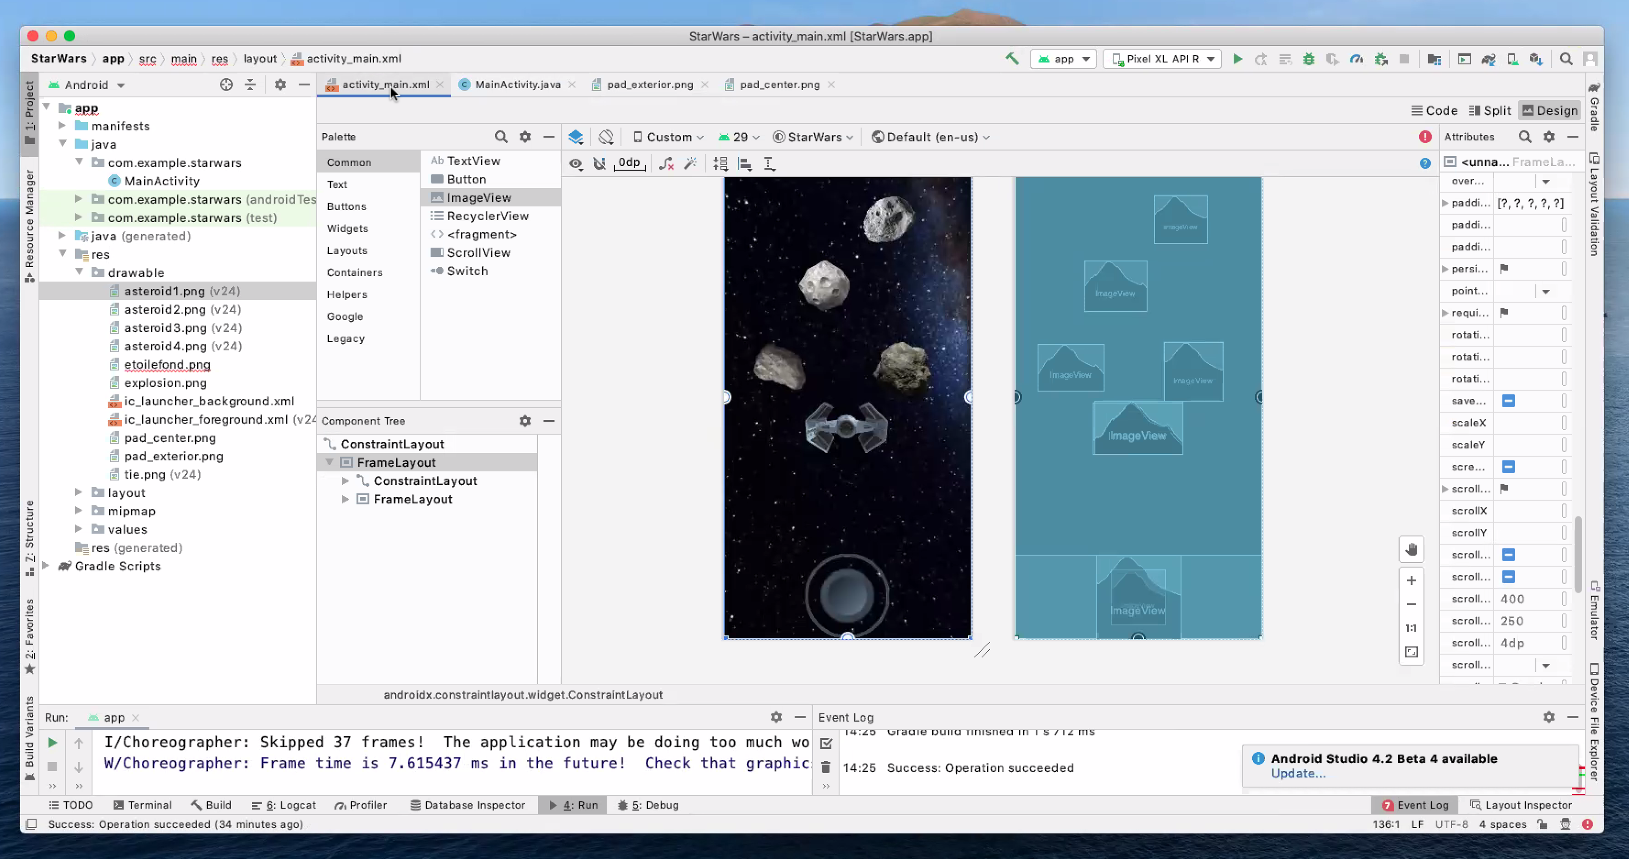 StarWars – activity_main.xml [StarWars.app]
StarWars app src main res layout activity_main.xml
app Pixel XL API R
1: Project
Resource Manager
7: Structure
2: Favorites
Build Variants
Android
app
manifests
java
com.example.starwars
MainActivity
com.example.starwars (androidTes
com.example.starwars (test)
java (generated)
res
drawable
asteroid1.png (v24)
asteroid2.png (v24)
asteroid3.png (v24)
asteroid4.png (v24)
etoilefond.png
explosion.png
ic_launcher_background.xml
ic_launcher_foreground.xml (v24
pad_center.png
pad_exterior.png
tie.png (v24)
layout
mipmap
values
res (generated)
Gradle Scripts
activity_main.xml MainActivity.java pad_exterior.png pad_center.png
Code Split Design
Palette
Common
Text
Buttons
Widgets
Layouts
Containers
Helpers
Google
Legacy
Ab TextView
Button
ImageView
RecyclerView
<> <fragment>
ScrollView
Switch
Component Tree
ConstraintLayout
FrameLayout
ConstraintLayout
FrameLayout
Custom 29 StarWars Default (en-us)
0dp
ImageView
ImageView
ImageView
ImageView
ImageView
ImageView
1:1
Attributes
<unna... FrameLa...
over...
paddi... [?, ?, ?, ?, ?]
paddi...
paddi...
persi...
point...
requi...
rotati...
rotati...
rotati...
save...
scaleX
scaleY
scre...
scroll...
scrollX
scrollY
scroll...
scroll...
scroll... 400
scroll... 250
scroll... 4dp
scroll...
Gradle
Layout Validation
Emulator
Device File Explorer
androidx.constraintlayout.widget.ConstraintLayout
Run: app
I/Choreographer: Skipped 37 frames!  The application may be doing too much wo
W/Choreographer: Frame time is 7.615437 ms in the future!  Check that graphic
Event Log
14:25 Gradle build finished in 1 s 712 ms
14:25 Success: Operation succeeded
Android Studio 4.2 Beta 4 available
Update...
TODO Terminal Build 6: Logcat Profiler Database Inspector 4: Run 5: Debug 7 Event Log Layout Inspector
Success: Operation succeeded (34 minutes ago) 136:1 LF UTF-8 4 spaces